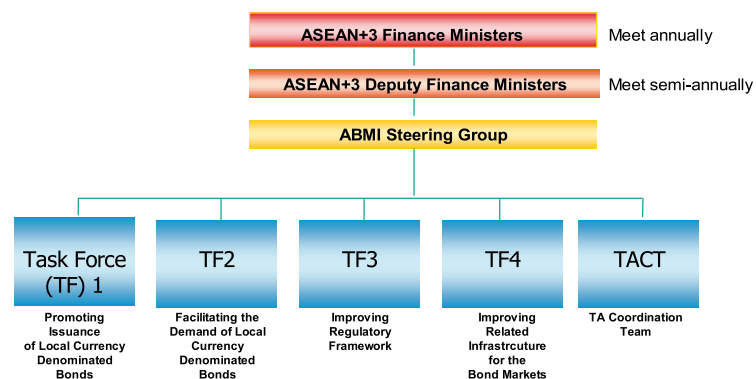 ASEAN+3 Finance Ministers
Meet annually
ASEAN+3 Deputy Finance Ministers
Meet semi-annually
ABMI Steering Group
Task Force
(TF) 1
TF2
TF3
TF4
TACT
Promoting
Issuance
of Local Currency
Denominated
Bonds
Facilitating the
Demand of Local
Currency
Denominated
Bonds
Improving
Regulatory
Framework
Improving
Related
Infrastrcuture
for the
Bond Markets
TA Coordination
Team